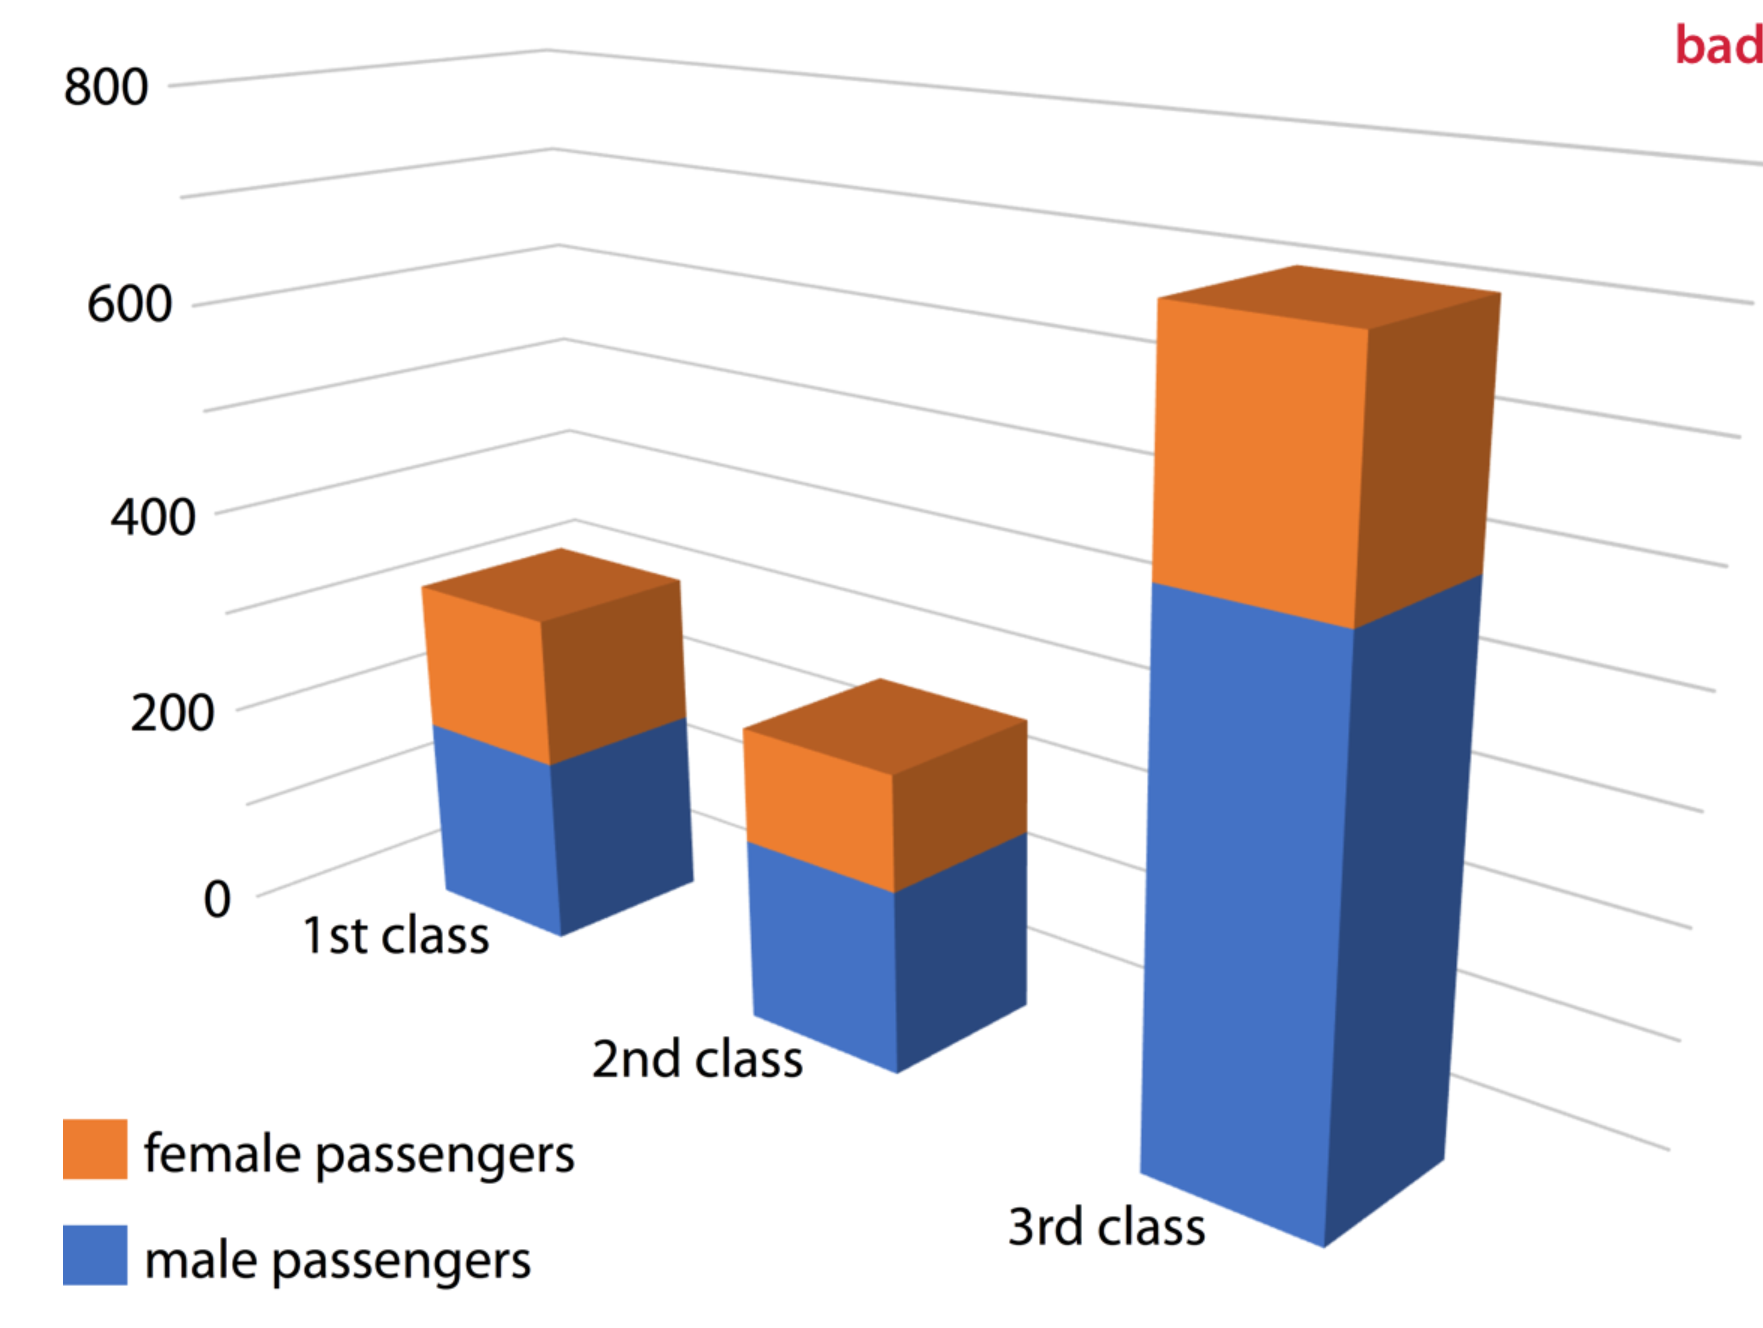 bad
800
600
400
200
0
1st class
2nd class
3rd class
female passengers
male passengers